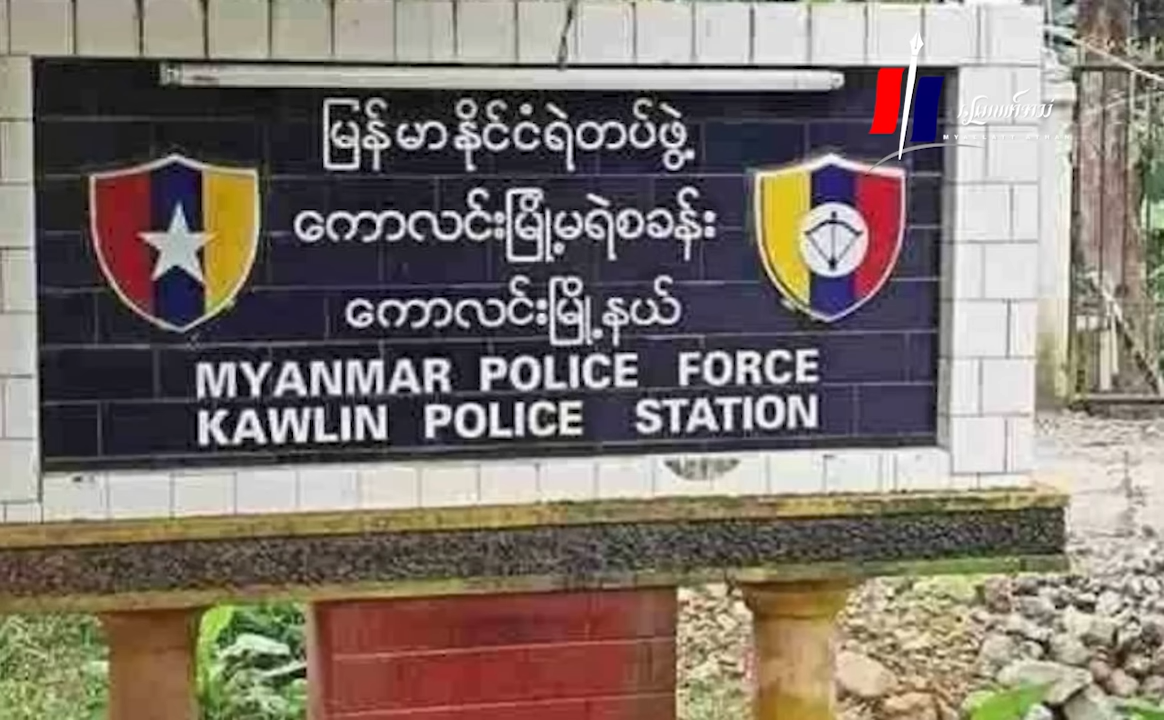 မြန်မာနိုင်ငံရဲတပ်ဖွဲ့
ကောလင်းမြို့မရဲစခန်း
ကောလင်းမြို့နယ်
MYANMAR POLICE FORCE
KAWLIN POLICE STATION